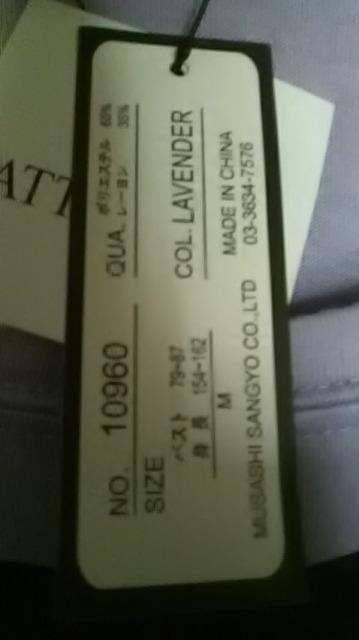 NO. 10960
SIZE
バスト 79~87
身 長 154~162
M
MUSASHI SANGYO CO.,LTD
QUA. ポリエステル 65%
レーヨン 35%
COL. LAVENDER
MADE IN CHINA
03-3634-7576
ATT